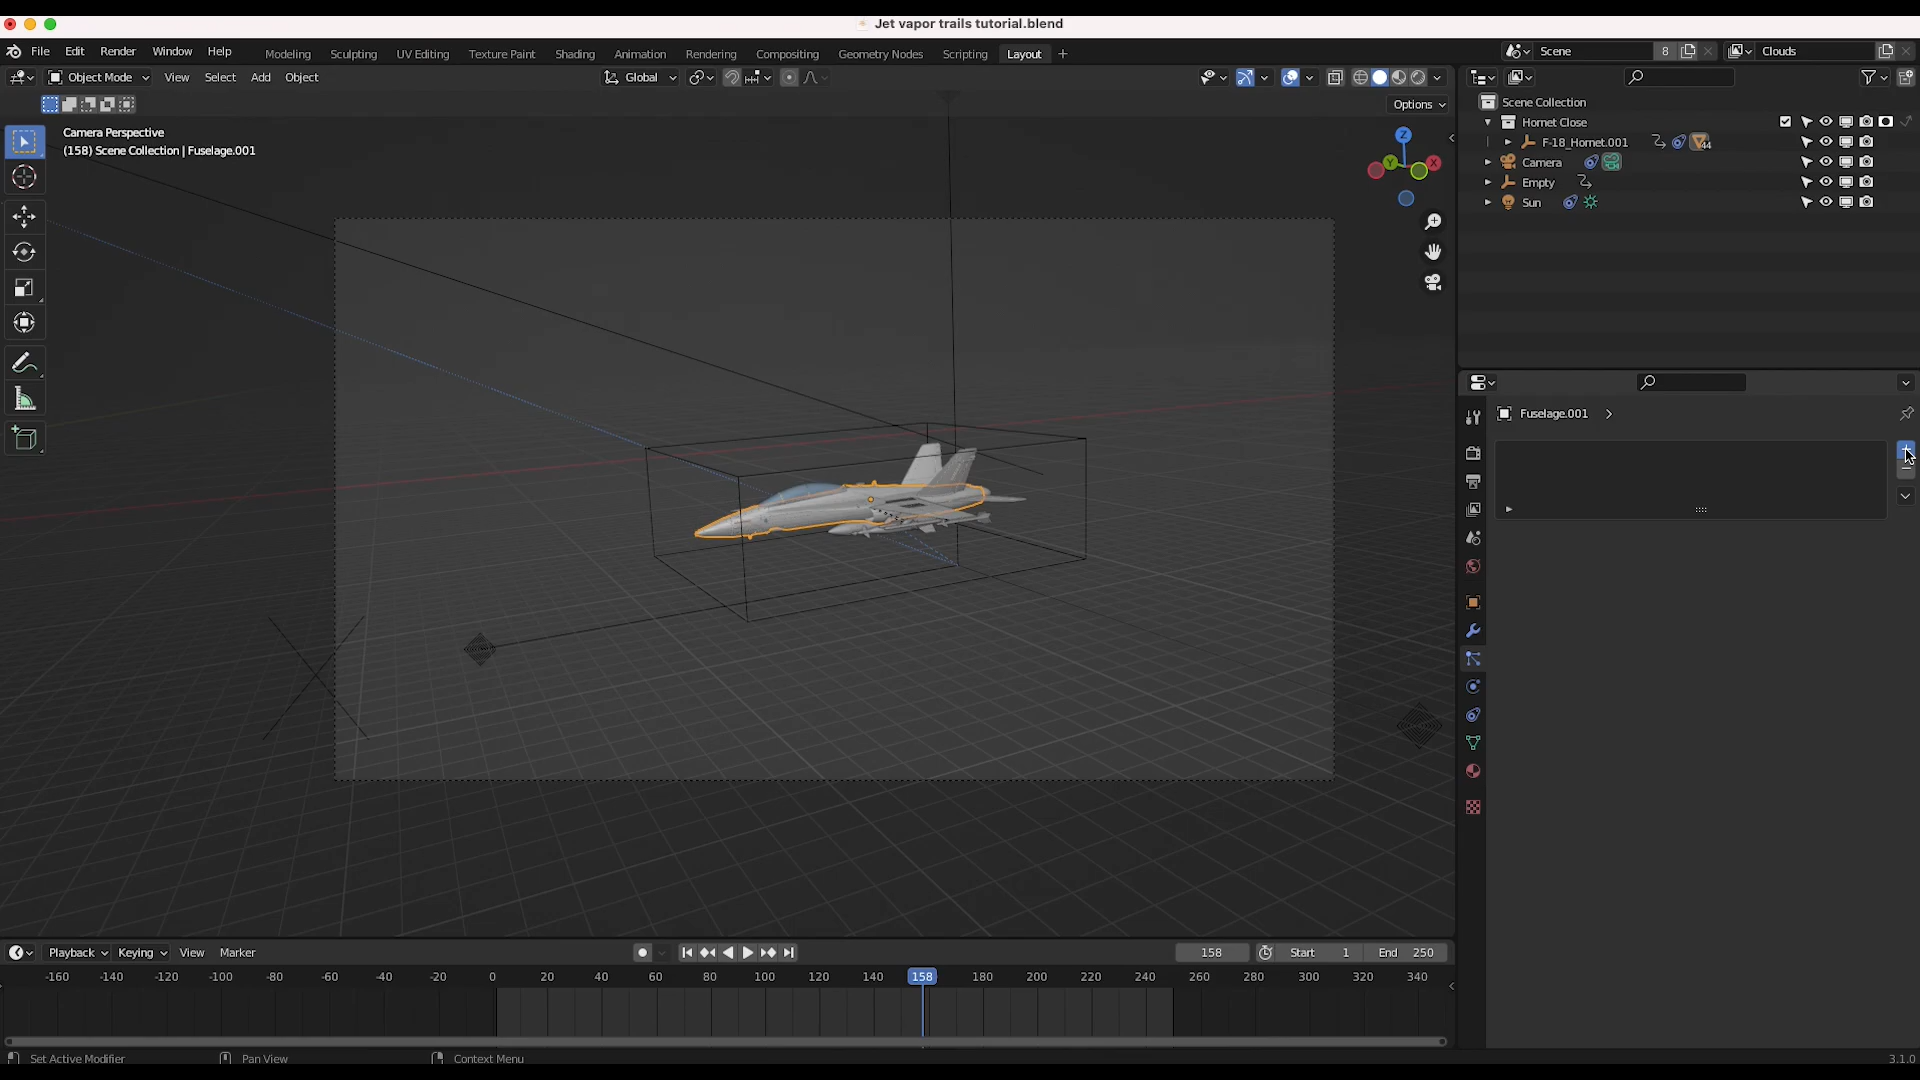 Jet vapor trails tutorial.blend
File Edit Render Window Help Modeling Sculpting UV Editing Texture Paint Shading Animation Rendering Compositing Geometry Nodes Scripting Layout + Scene 8 Clouds
Object Mode View Select Add Object Global
Options
Camera Perspective
(158) Scene Collection | Fuselage.001
Z
Y
X
Scene Collection
Hornet Close
F-18_Hornet.001 44
Camera
Empty
Sun
Fuselage.001
Playback Keying View Marker 158 Start 1 End 250
-160 -140 -120 -100 -80 -60 -40 -20 0 20 40 60 80 100 120 140 158 180 200 220 240 260 280 300 320 340
Set Active Modifier Pan View Context Menu 3.1.0